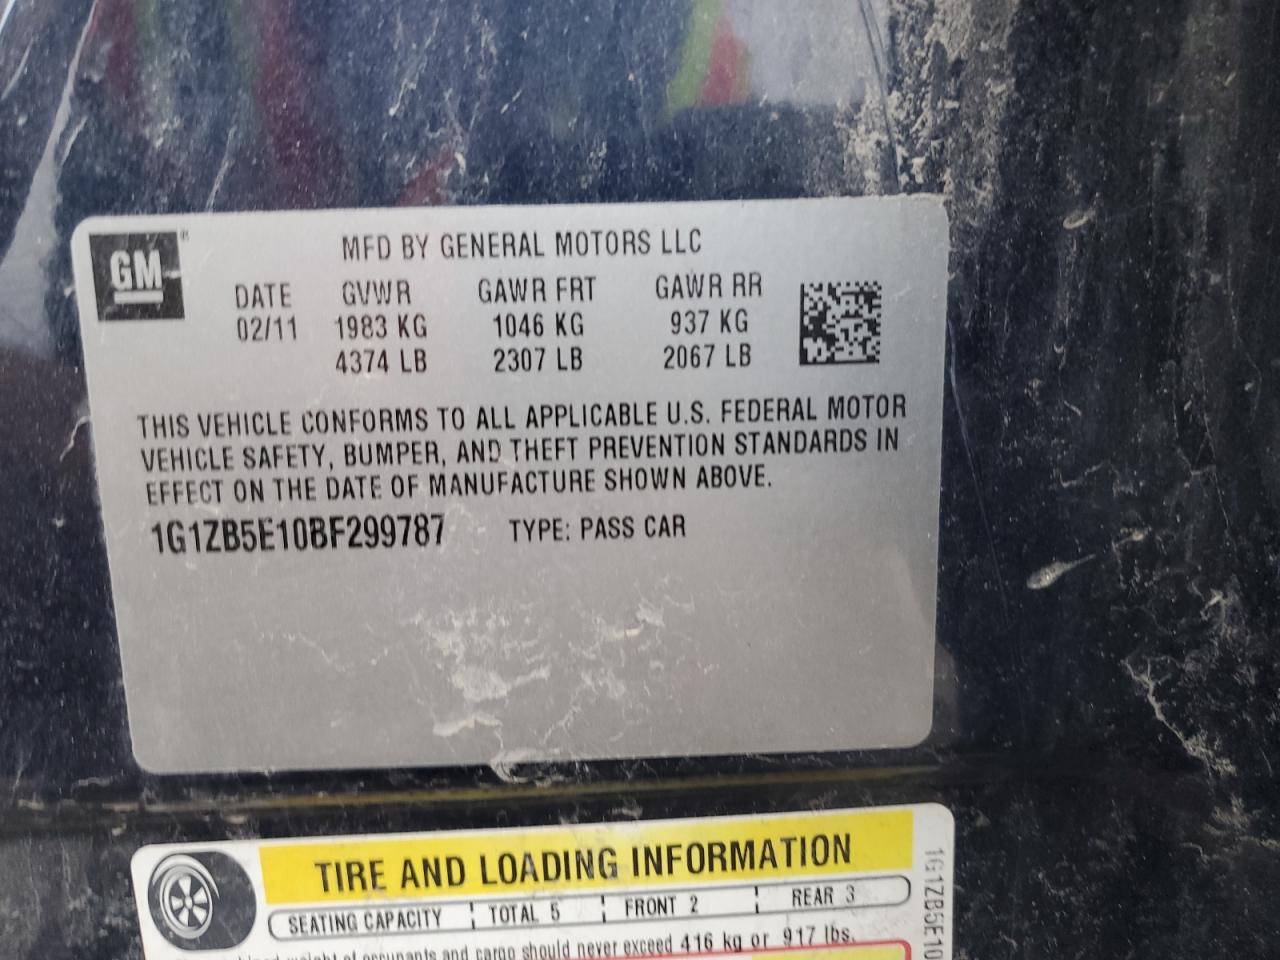 GM
MFD BY GENERAL MOTORS LLC
DATE GVWR GAWR FRT GAWR RR
02/11 1983 KG 1046 KG 937 KG
4374 LB 2307 LB 2067 LB
THIS VEHICLE CONFORMS TO ALL APPLICABLE U.S. FEDERAL MOTOR
VEHICLE SAFETY, BUMPER, AND THEFT PREVENTION STANDARDS IN
EFFECT ON THE DATE OF MANUFACTURE SHOWN ABOVE.
1G1ZB5E10BF299787 TYPE: PASS CAR
TIRE AND LOADING INFORMATION
SEATING CAPACITY TOTAL 5 FRONT 2 REAR 3
weight of occupants and cargo should never exceed 416 kg or 917 lbs.
1G1ZB5E10